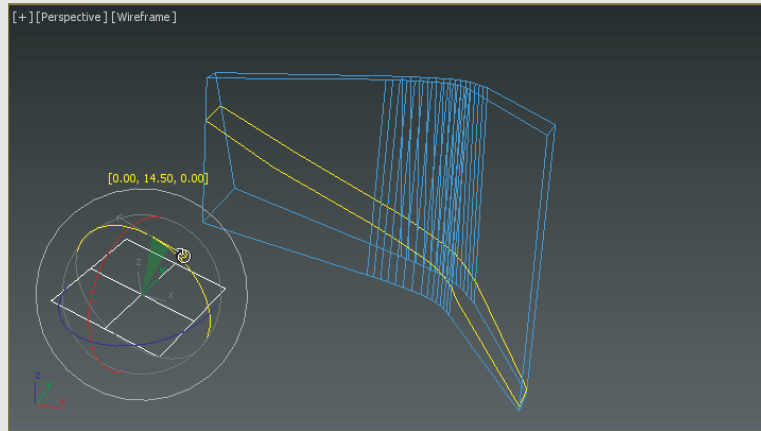 [+] [Perspective] [Wireframe]
[0.00, 14.50, 0.00]
z
y
x
z
y
x